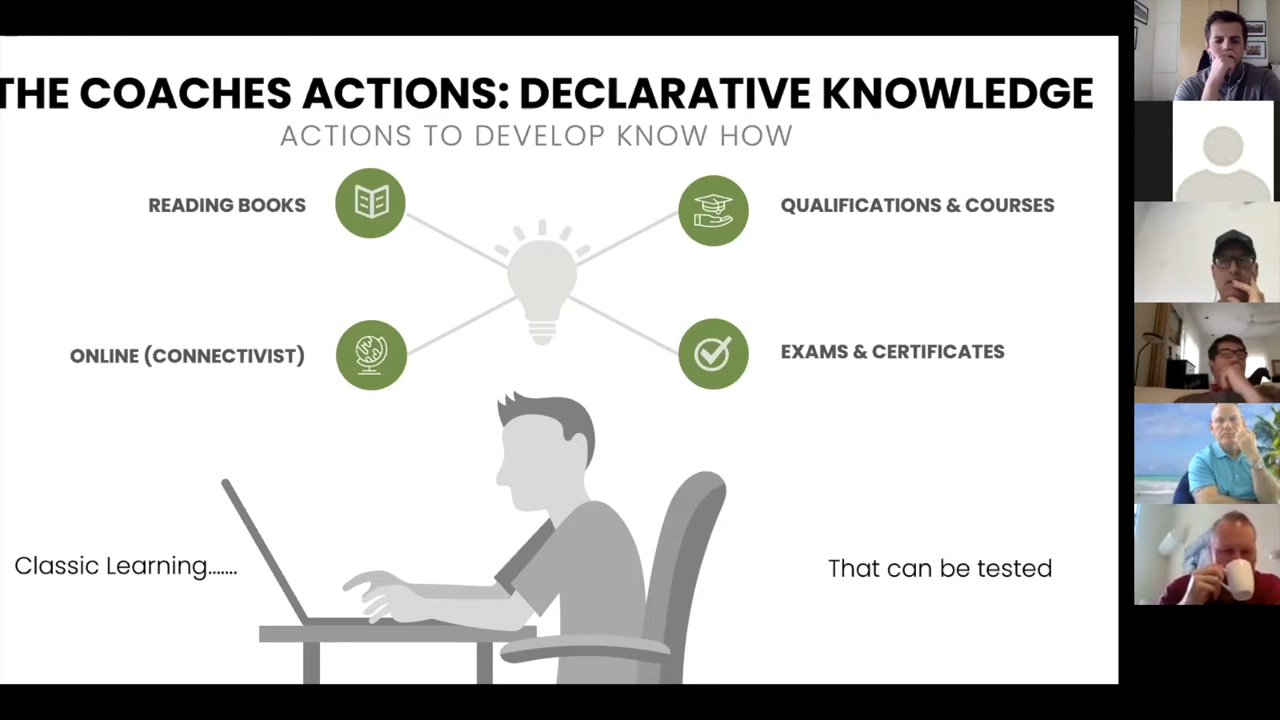 THE COACHES ACTIONS: DECLARATIVE KNOWLEDGE
ACTIONS TO DEVELOP KNOW HOW
READING BOOKS
QUALIFICATIONS & COURSES
ONLINE (CONNECTIVIST)
EXAMS & CERTIFICATES
Classic Learning.......
That can be tested